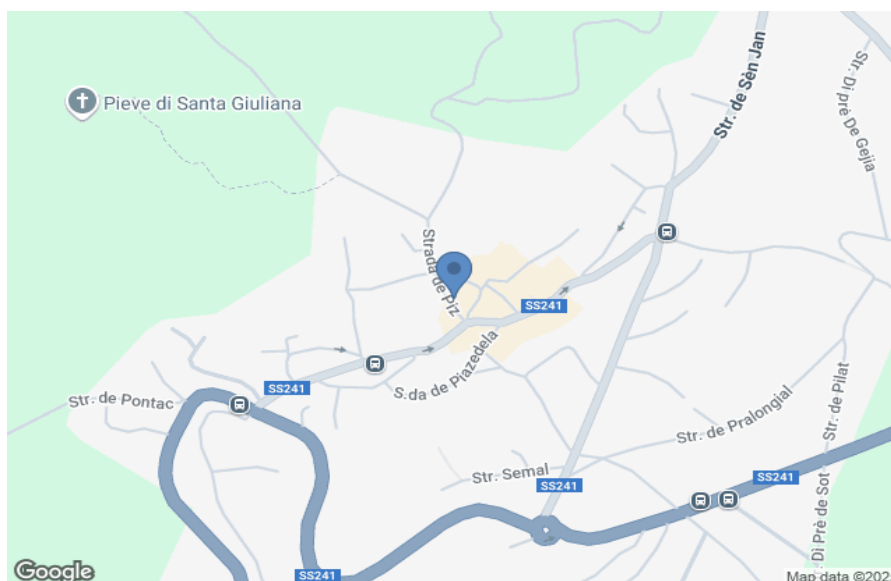 Str. de Sèn Jan
Str. Di prè De Gejia
Pieve di Santa Giuliana
Strada de Piz
SS241
S.da de Piazedela
SS241
Str. de Pontac
Str. de Pralongial
Str. de Pilat
Str. Semal
SS241
SS241
Str. Di Prè de Sot
SS241
Google
Map data ©202